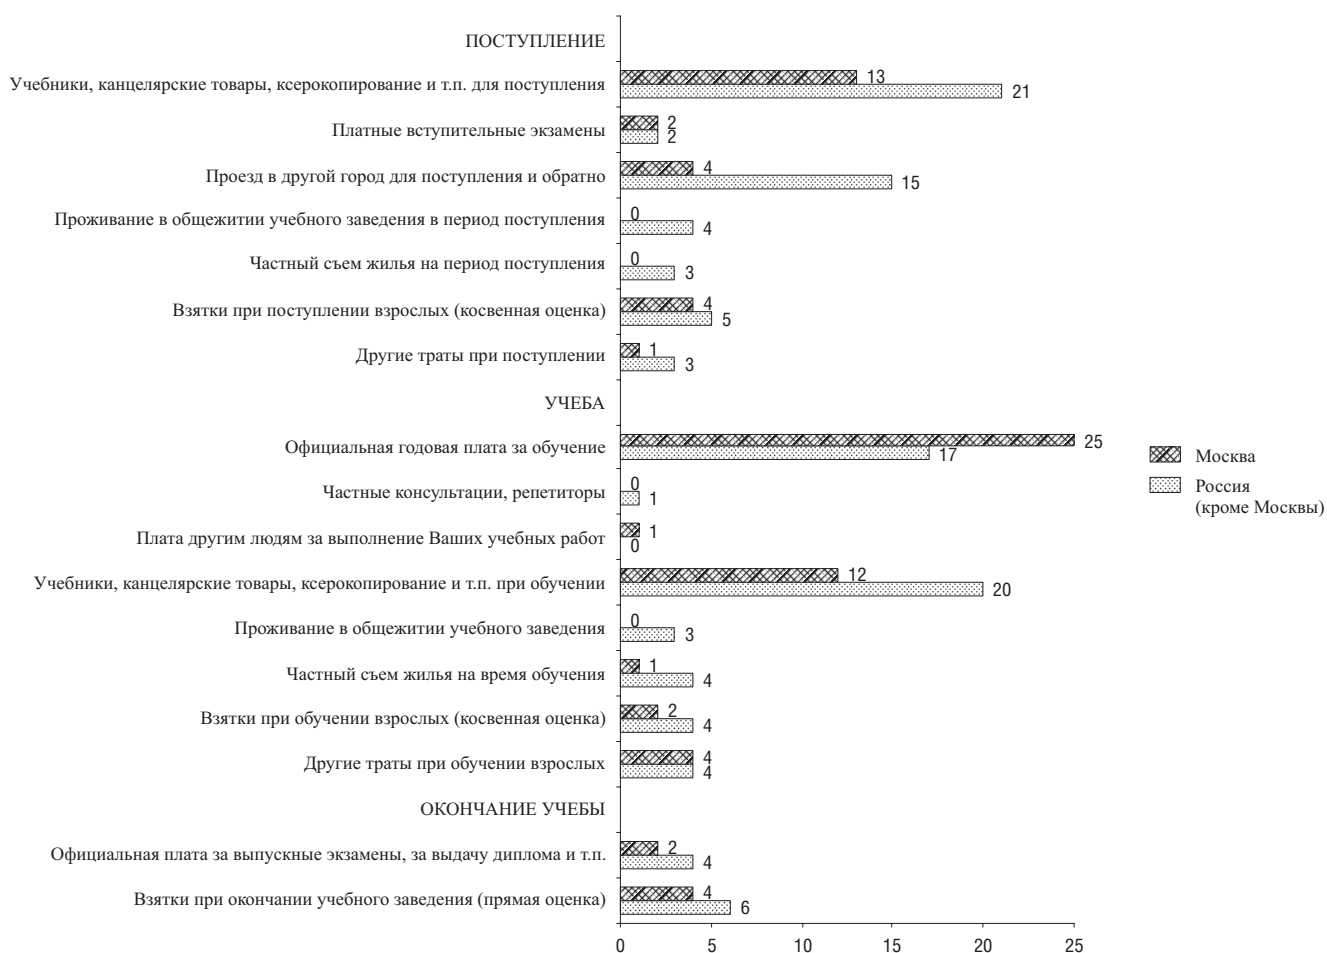 ПОСТУПЛЕНИЕ
Учебники, канцелярские товары, ксерокопирование и т.п. для поступления
13
21
Платные вступительные экзамены
2
2
Проезд в другой город для поступления и обратно
4
15
Проживание в общежитии учебного заведения в период поступления
0
4
Частный съем жилья на период поступления
0
3
Взятки при поступлении взрослых (косвенная оценка)
4
5
Другие траты при поступлении
1
3
УЧЕБА
Официальная годовая плата за обучение
25
17
Частные консультации, репетиторы
0
1
Плата другим людям за выполнение Ваших учебных работ
1
0
Учебники, канцелярские товары, ксерокопирование и т.п. при обучении
12
20
Проживание в общежитии учебного заведения
0
3
Частный съем жилья на время обучения
1
4
Взятки при обучении взрослых (косвенная оценка)
2
4
Другие траты при обучении взрослых
4
4
ОКОНЧАНИЕ УЧЕБЫ
Официальная плата за выпускные экзамены, за выдачу диплома и т.п.
2
4
Взятки при окончании учебного заведения (прямая оценка)
4
6
0 5 10 15 20 25
Москва
Россия
(кроме Москвы)